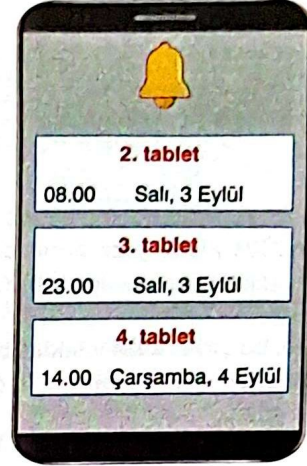 2. tablet
08.00 Salı, 3 Eylül
3. tablet
23.00 Salı, 3 Eylül
4. tablet
14.00 Çarşamba, 4 Eylül